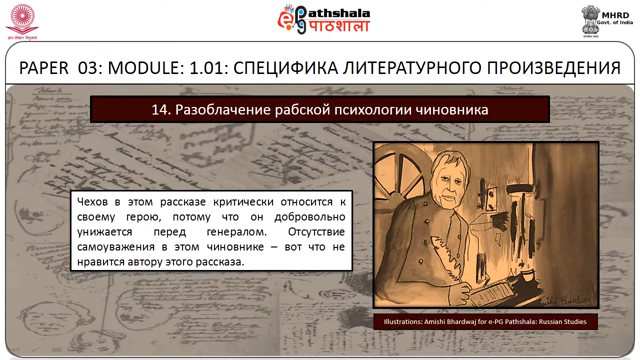 ePathshala
पाठशाला
MHRD
Govt. of India
PAPER 03: MODULE: 1.01: СПЕЦИФИКА ЛИТЕРАТУРНОГО ПРОИЗВЕДЕНИЯ
14. Разоблачение рабской психологии чиновника
Чехов в этом рассказе критически относится к
своему герою, потому что он добровольно
унижается перед генералом. Отсутствие
самоуважения в этом чиновнике – вот что не
нравится автору этого рассказа.
Illustrations: Amishi Bhardwaj for e-PG Pathshala: Russian Studies